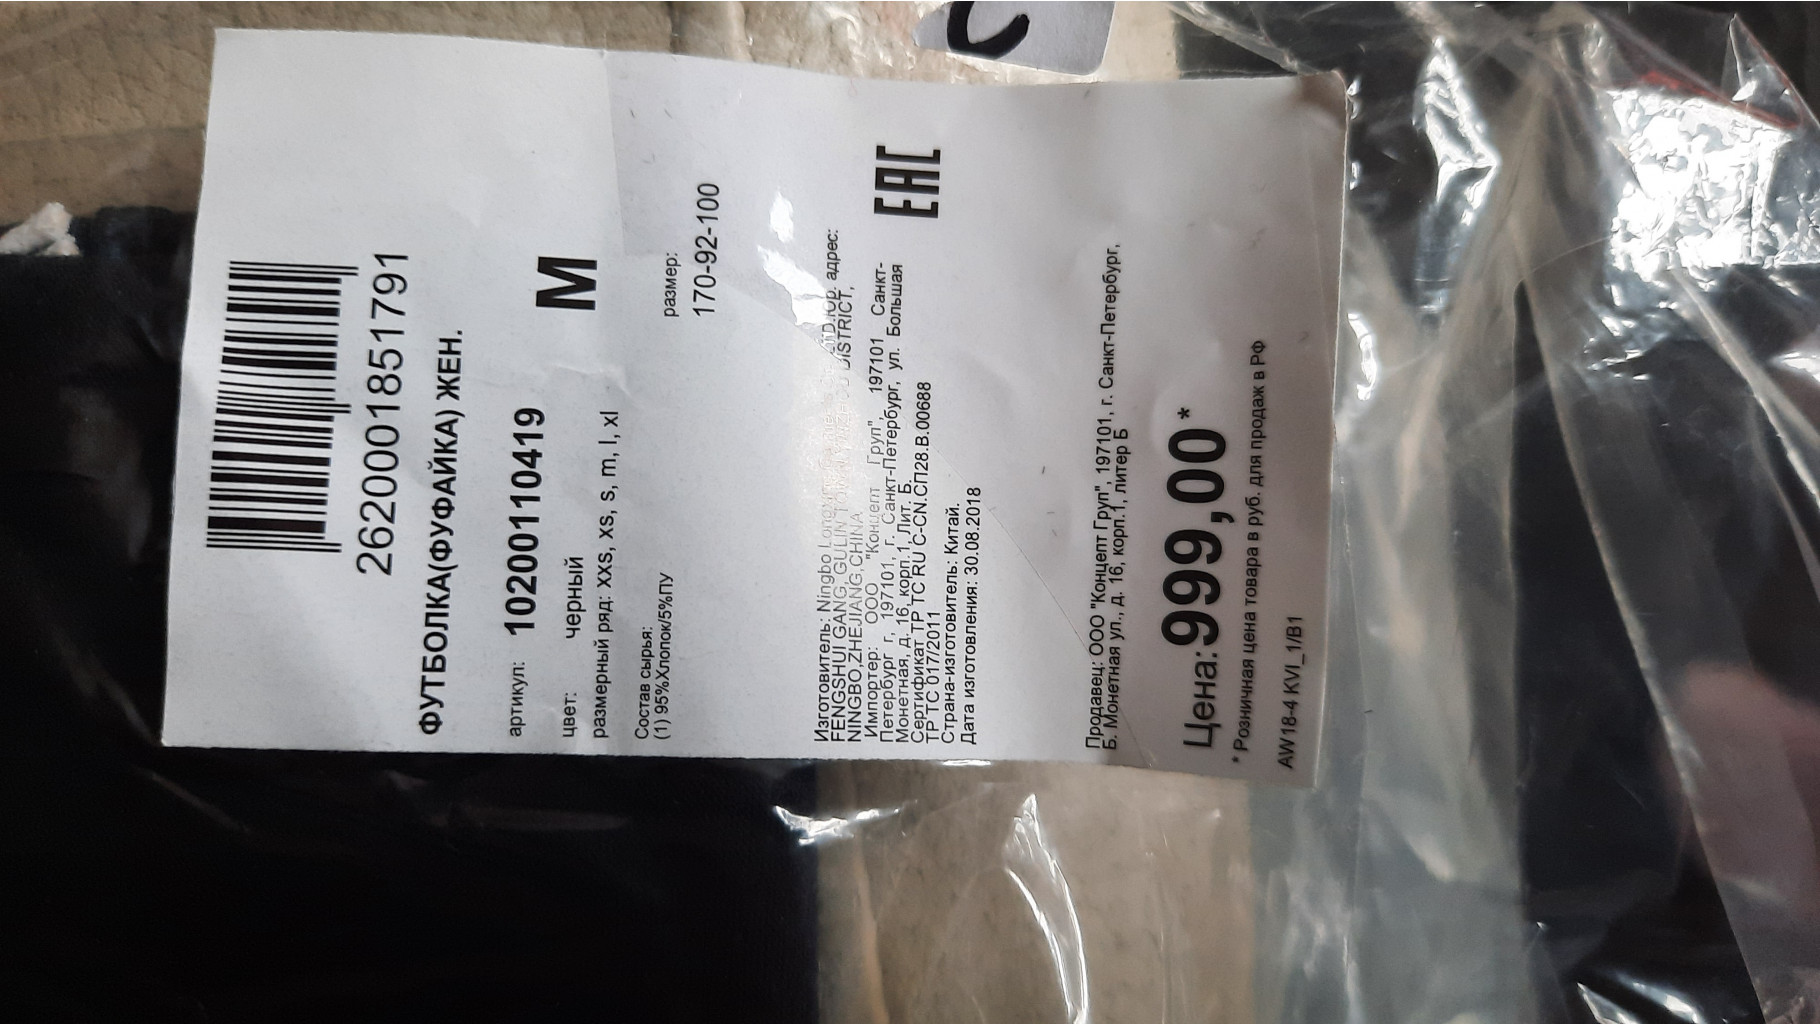 2620001851791
ФУТБОЛКА(ФУФАЙКА) ЖЕН.
артикул: 10200110419
цвет: черный M
размерный ряд: xxs, xs, s, m, l, xl
Состав сырья: размер:
(1) 95%Хлопок/5%ПУ 170-92-100
Изготовитель: Ningbo адрес:
FENGSHUI GANG, GULIN DISTRICT,
NINGBO,ZHEJIANG,CHINA
Импортер: ООО "Концепт Груп", 197101 Санкт-
Петербург г, 197101, г. Санкт-Петербург, ул. Большая
Монетная, д. 16, корп.1, Лит. Б.
Сертификат ТР ТС RU C-CN.СП28.В.00688
ТР ТС 017/2011
Страна-изготовитель: Китай.
Дата изготовления: 30.08.2018
EAC
Продавец: ООО "Концепт Груп", 197101, г. Санкт-Петербург,
Б. Монетная ул., д. 16, корп.1, литер Б
Цена: 999,00*
* Розничная цена товара в руб. для продаж в РФ
AW18-4 KVI_1/B1